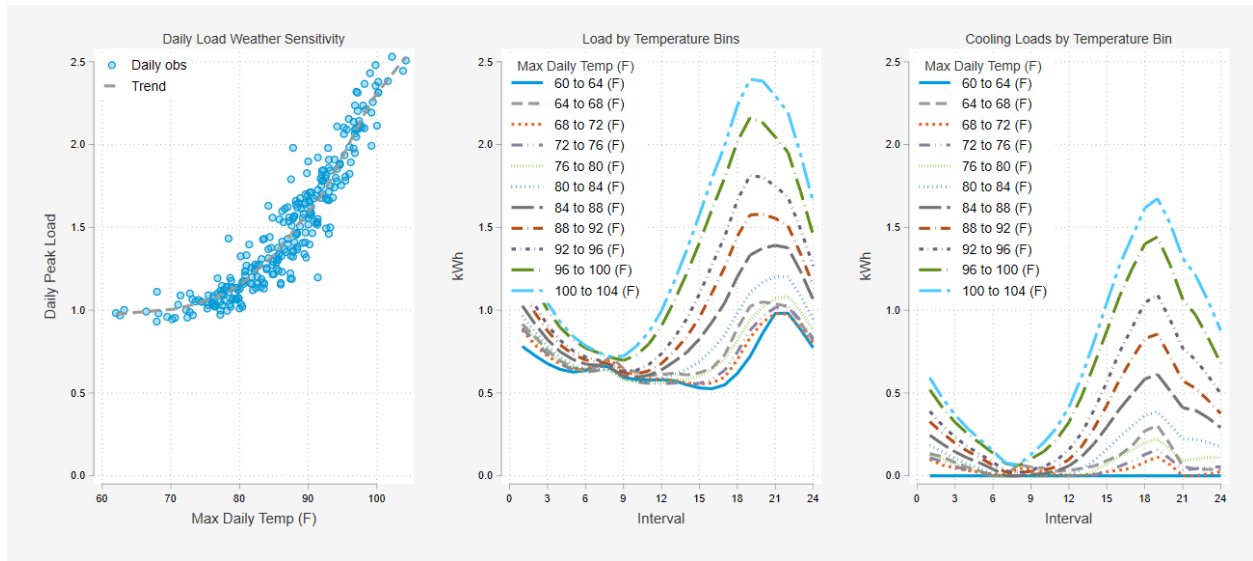 Daily Load Weather Sensitivity
2.5
2.0
1.5
1.0
0.5
0.0
Daily Peak Load
Daily obs
Trend
60
70
80
90
100
Max Daily Temp (F)
Load by Temperature Bins
2.5
2.0
1.5
1.0
0.5
0.0
kWh
Max Daily Temp (F)
60 to 64 (F)
64 to 68 (F)
68 to 72 (F)
72 to 76 (F)
76 to 80 (F)
80 to 84 (F)
84 to 88 (F)
88 to 92 (F)
92 to 96 (F)
96 to 100 (F)
100 to 104 (F)
0
3
6
9
12
15
18
21
24
Interval
Cooling Loads by Temperature Bin
2.5
2.0
1.5
1.0
0.5
0.0
kWh
Max Daily Temp (F)
60 to 64 (F)
64 to 68 (F)
68 to 72 (F)
72 to 76 (F)
76 to 80 (F)
80 to 84 (F)
84 to 88 (F)
88 to 92 (F)
92 to 96 (F)
96 to 100 (F)
100 to 104 (F)
0
3
6
9
12
15
18
21
24
Interval